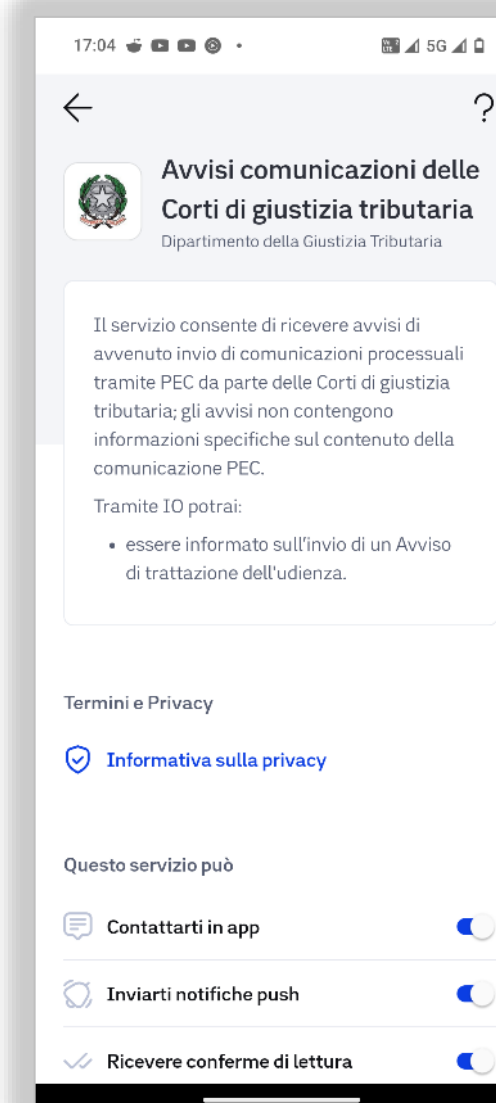 17:04
5G
?
Avvisi comunicazioni delle
Corti di giustizia tributaria
Dipartimento della Giustizia Tributaria
Il servizio consente di ricevere avvisi di
avvenuto invio di comunicazioni processuali
tramite PEC da parte delle Corti di giustizia
tributaria; gli avvisi non contengono
informazioni specifiche sul contenuto della
comunicazione PEC.
Tramite IO potrai:
• essere informato sull'invio di un Avviso
di trattazione dell'udienza.
Termini e Privacy
Informativa sulla privacy
Questo servizio può
Contattarti in app
Inviarti notifiche push
Ricevere conferme di lettura